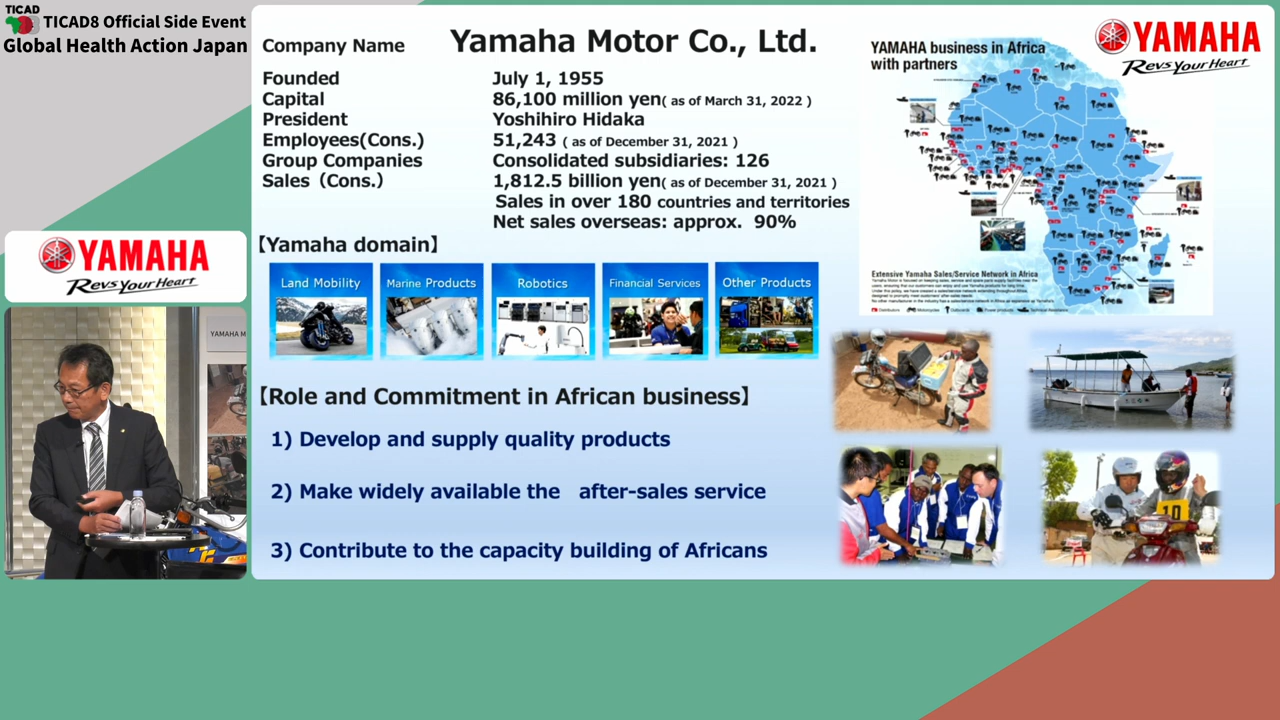 TICAD
TICAD8 Official Side Event
Global Health Action Japan
YAMAHA
Revs Your Heart
YAMAHA M
Company Name Yamaha Motor Co., Ltd.
Founded July 1, 1955
Capital 86,100 million yen( as of March 31, 2022 )
President Yoshihiro Hidaka
Employees(Cons.) 51,243 ( as of December 31, 2021 )
Group Companies Consolidated subsidiaries: 126
Sales (Cons.) 1,812.5 billion yen( as of December 31, 2021 )
Sales in over 180 countries and territories
Net sales overseas: approx. 90%
【Yamaha domain】
Land Mobility
Marine Products
Robotics
Financial Services
Other Products
【Role and Commitment in African business】
1) Develop and supply quality products
2) Make widely available the after-sales service
3) Contribute to the capacity building of Africans
YAMAHA business in Africa
with partners
YAMAHA
Revs Your Heart
Extensive Yamaha Sales/Service Network in Africa
10